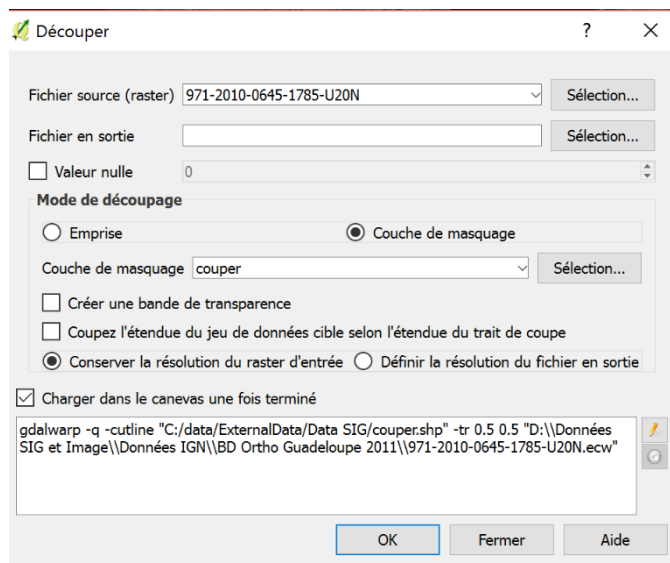 Découper ?
Fichier source (raster) 971-2010-0645-1785-U20N Sélection...
Fichier en sortie Sélection...
Valeur nulle 0
Mode de découpage
Emprise Couche de masquage
Couche de masquage couper Sélection...
Créer une bande de transparence
Coupez l'étendue du jeu de données cible selon l'étendue du trait de coupe
Conserver la résolution du raster d'entrée Définir la résolution du fichier en sortie
Charger dans le canevas une fois terminé
gdalwarp -q -cutline "C:/data/ExternalData/Data SIG/couper.shp" -tr 0.5 0.5 "D:\\Données
SIG et Image\\Données IGN\\BD Ortho Guadeloupe 2011\\971-2010-0645-1785-U20N.ecw"
OK Fermer Aide